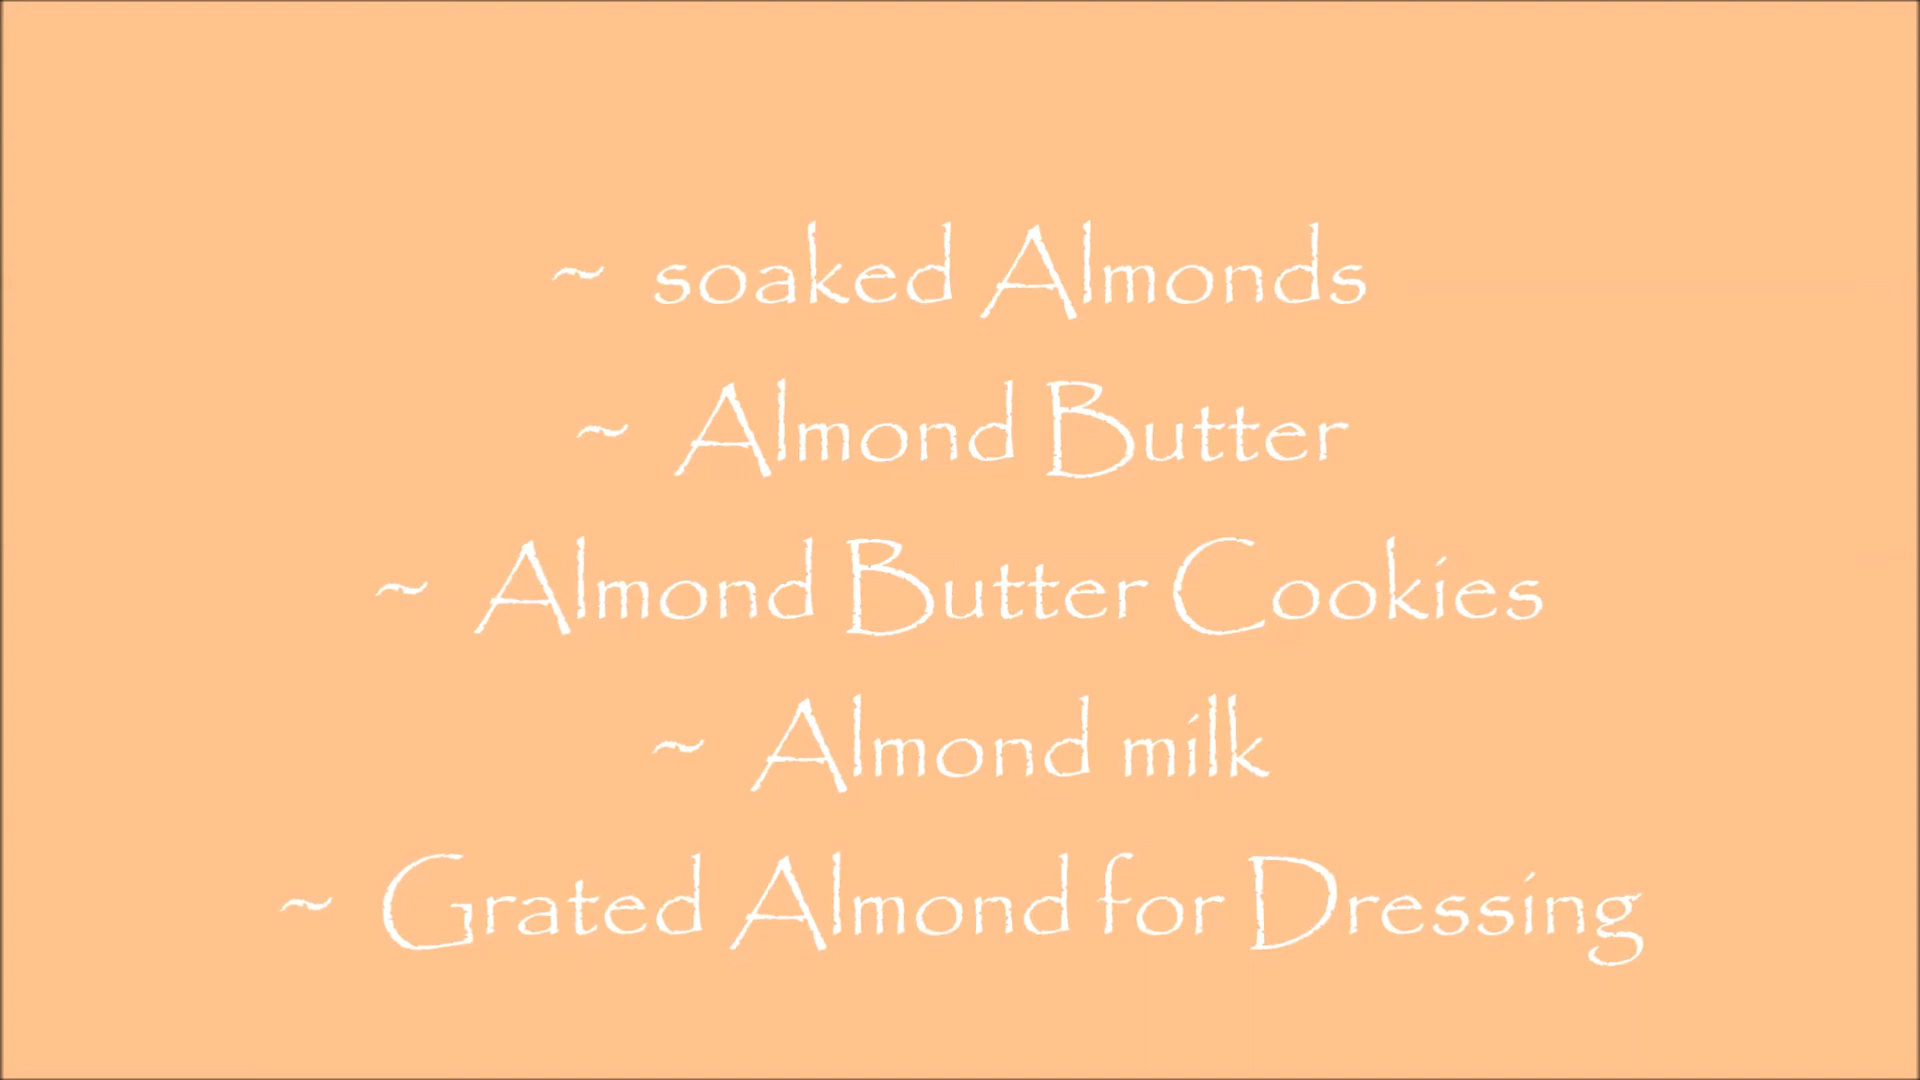 ~ soaked Almonds
~ Almond Butter
~ Almond Butter Cookies
~ Almond milk
~ Grated Almond for Dressing